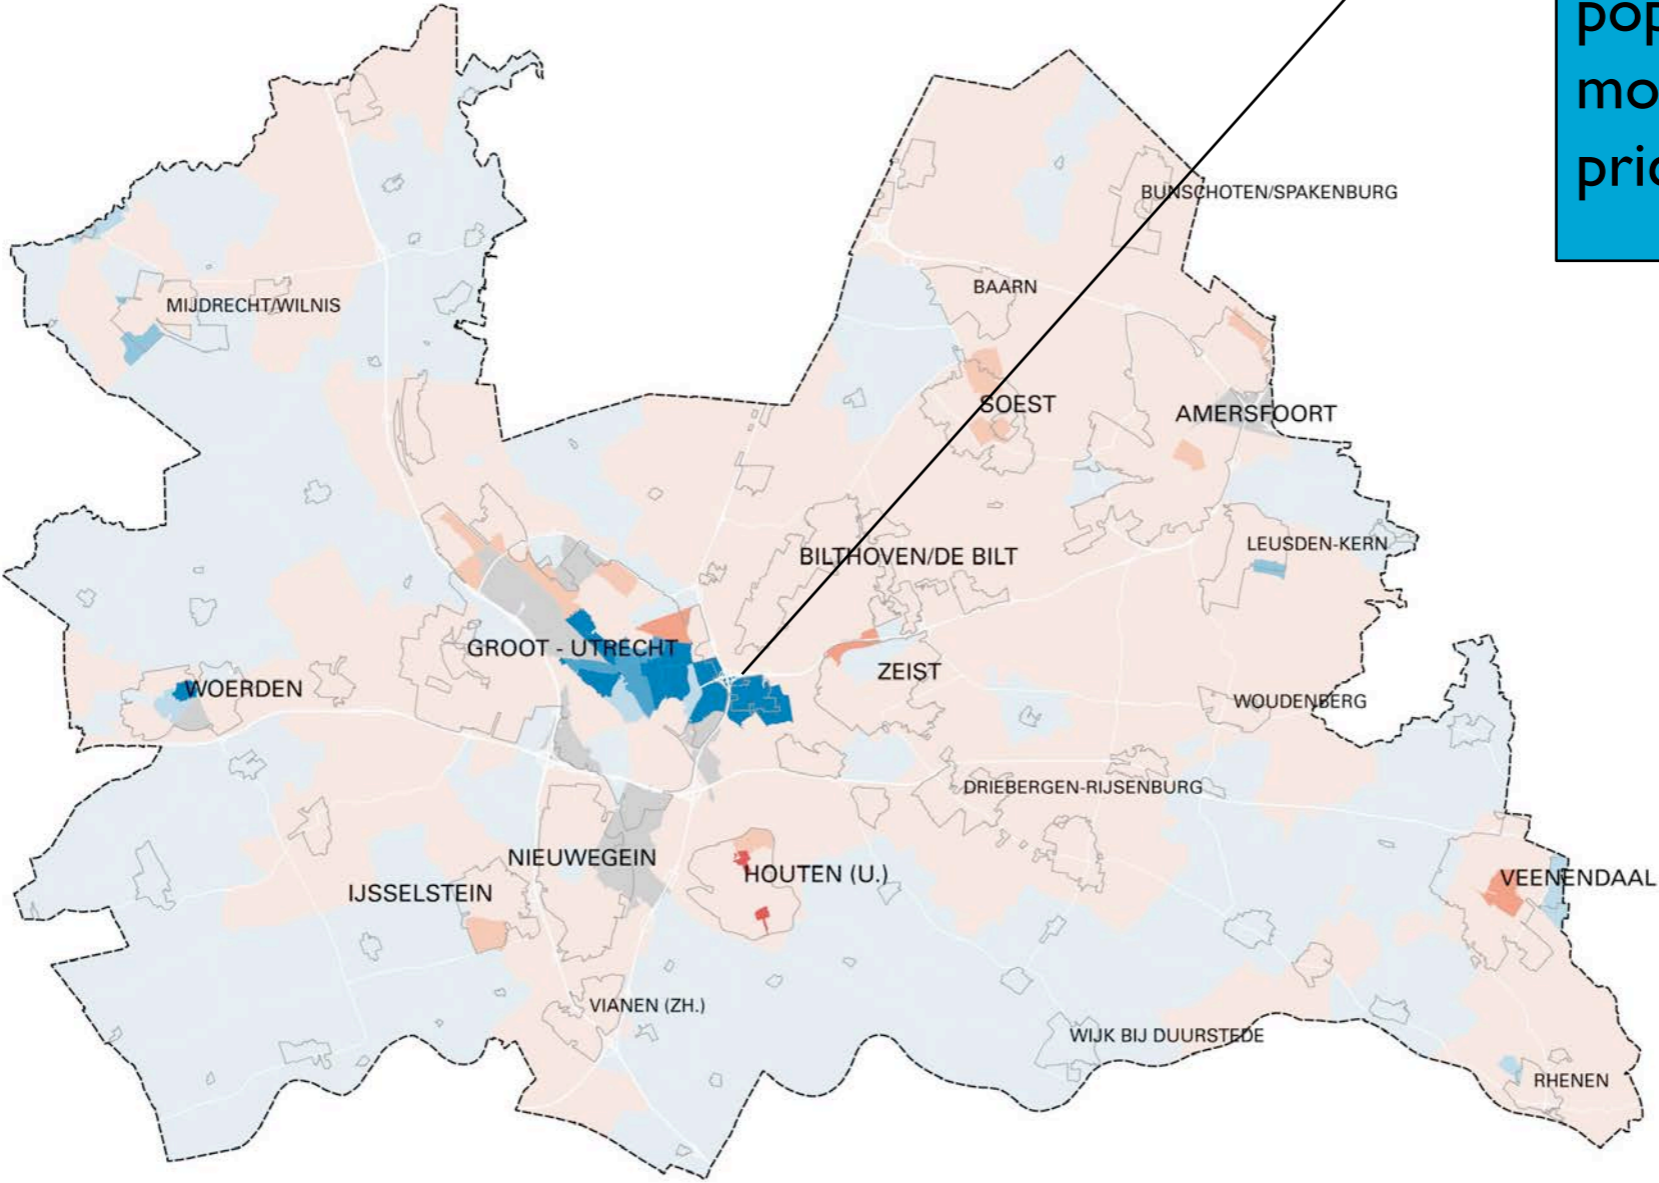 BUNSCHOTEN/SPAKENBURG
BAARN
MIJDRECHT/WILNIS
SOEST
AMERSFOORT
LEUSDEN-KERN
BILTHOVEN/DE BILT
GROOT - UTRECHT
ZEIST
WOERDEN
WOUDENBERG
DRIEBERGEN-RIJSENBURG
NIEUWEGEIN
HOUTEN (U.)
VEENENDAAL
IJSSELSTEIN
VIANEN (ZH.)
WIJK BIJ DUURSTEDE
RHENEN